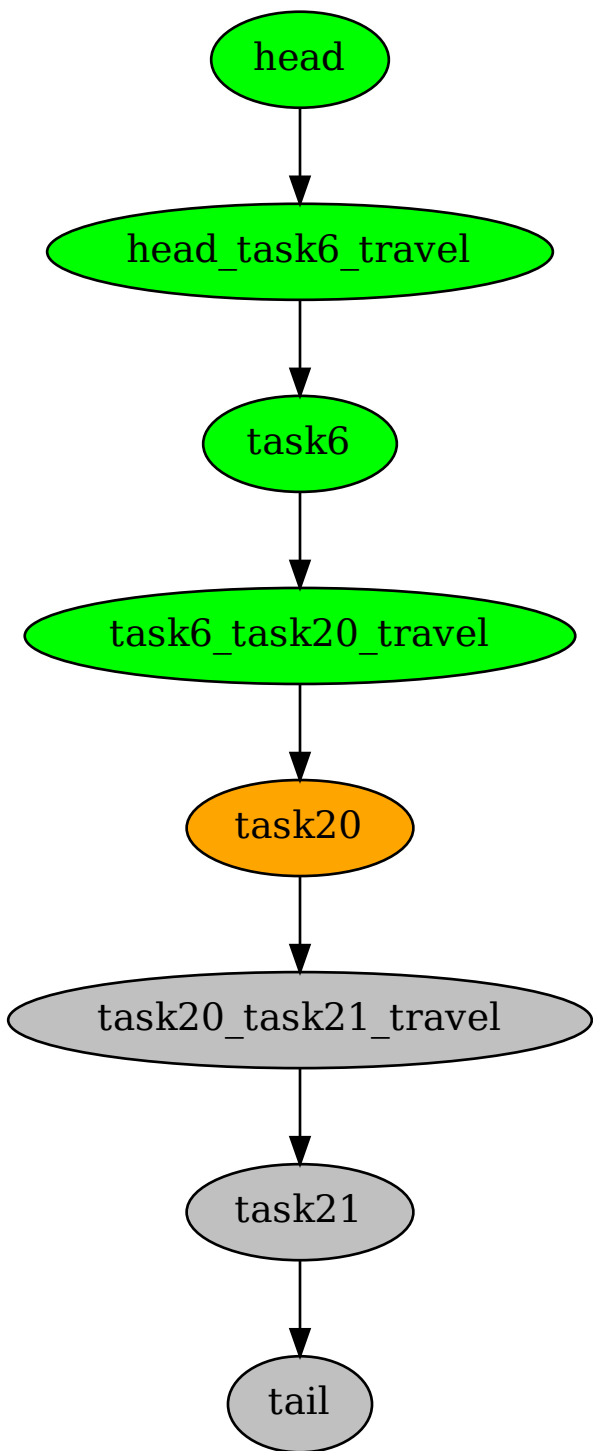 head
head_task6_travel
task6
task6_task20_travel
task20
task20_task21_travel
task21
tail